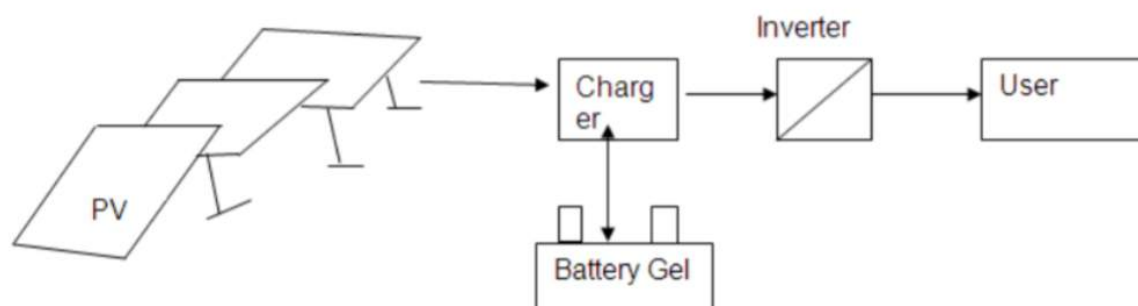 Inverter
Charg
er
User
PV
Battery Gel